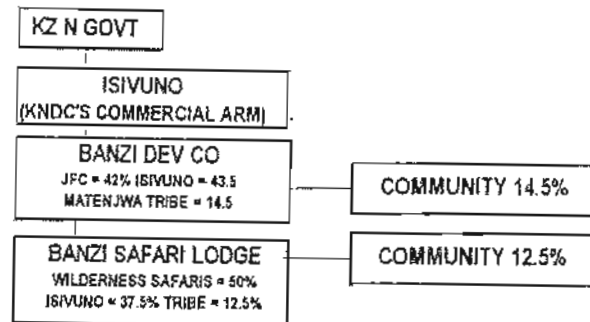 KZ N GOVT
ISIVUNO
(KNDC'S COMMERCIAL ARM)
BANZI DEV CO
JFC = 42% ISIVUNO = 43.5
MATENJWA TRIBE = 14.5
COMMUNITY 14.5%
BANZI SAFARI LODGE
WILDERNESS SAFARIS = 50%
ISIVUNO = 37.5% TRIBE = 12.5%
COMMUNITY 12.5%